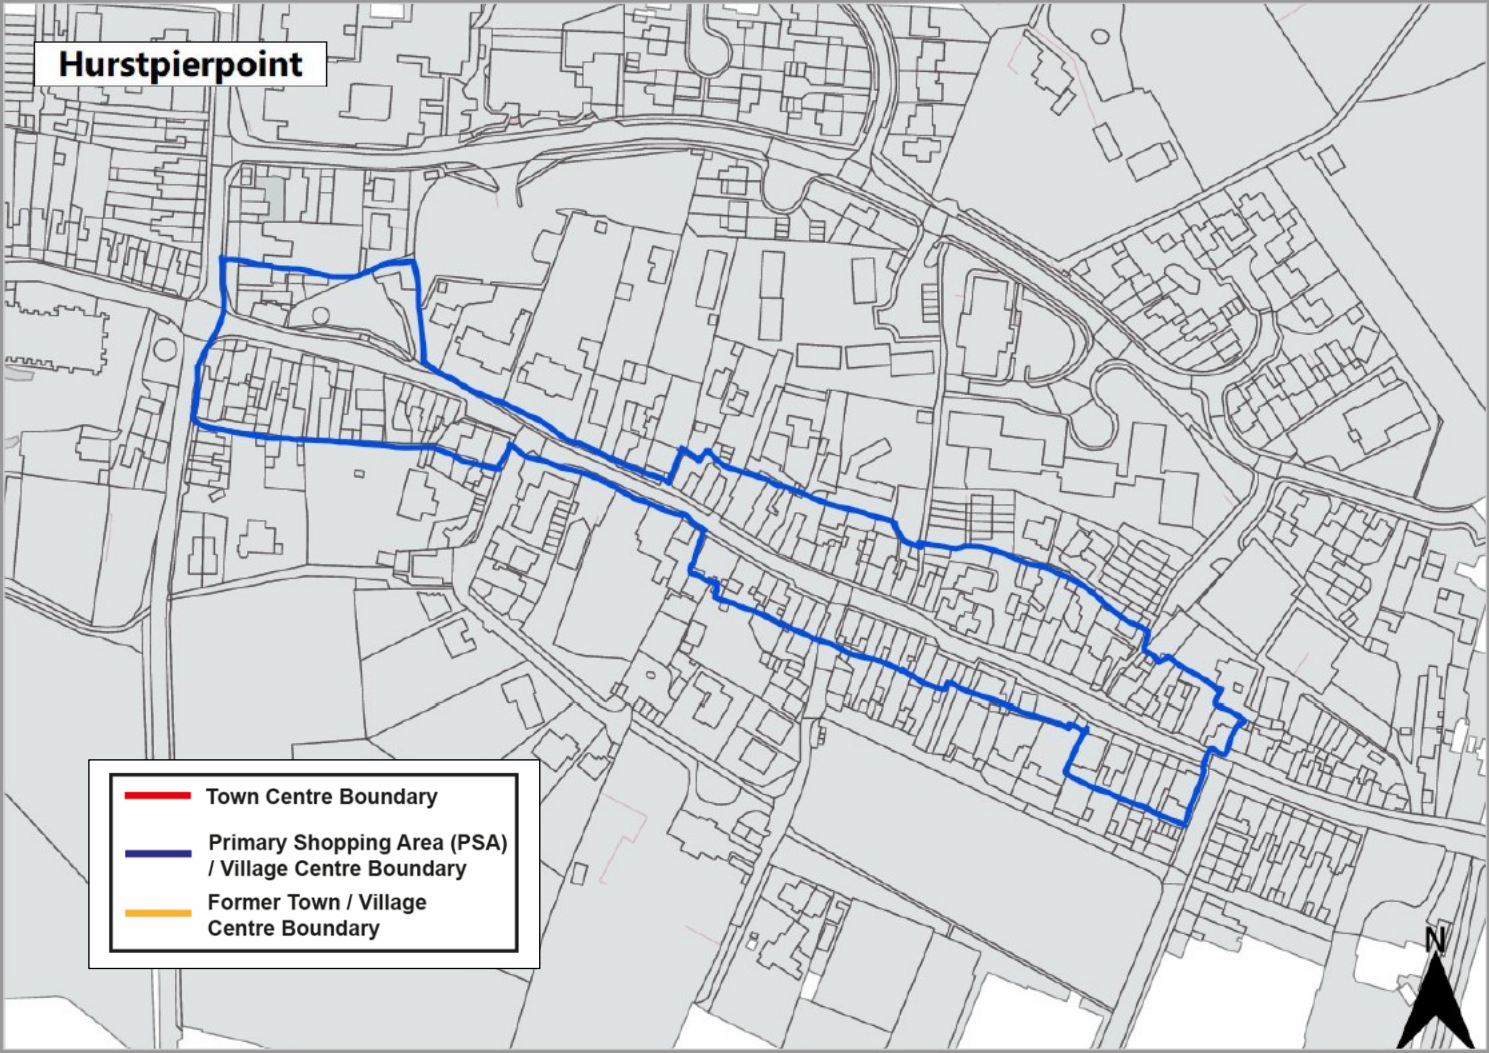 Hurstpierpoint
Town Centre Boundary
Primary Shopping Area (PSA)
/ Village Centre Boundary
Former Town / Village
Centre Boundary
N